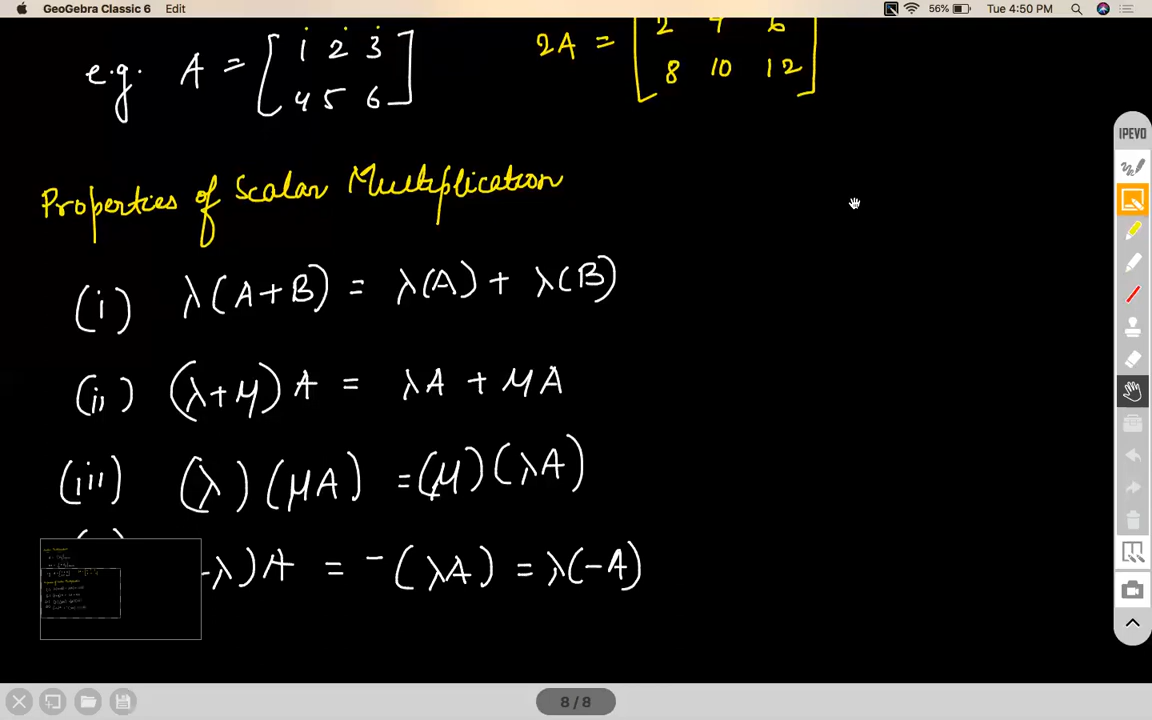 GeoGebra Classic 6 Edit 56% Tue 4:50 PM
e.g: A = [1 2 3
4 5 6]
2A = [2 4 6
8 10 12]
IPEVO
Properties of Scalar Multiplication
(i) λ(A+B) = λ(A) + λ(B)
(ii) (λ+μ)A = λA + μA
(iii) (λ)(μA) = (μ)(λA)
-λ)A = -(λA) = λ(-A)
8 / 8